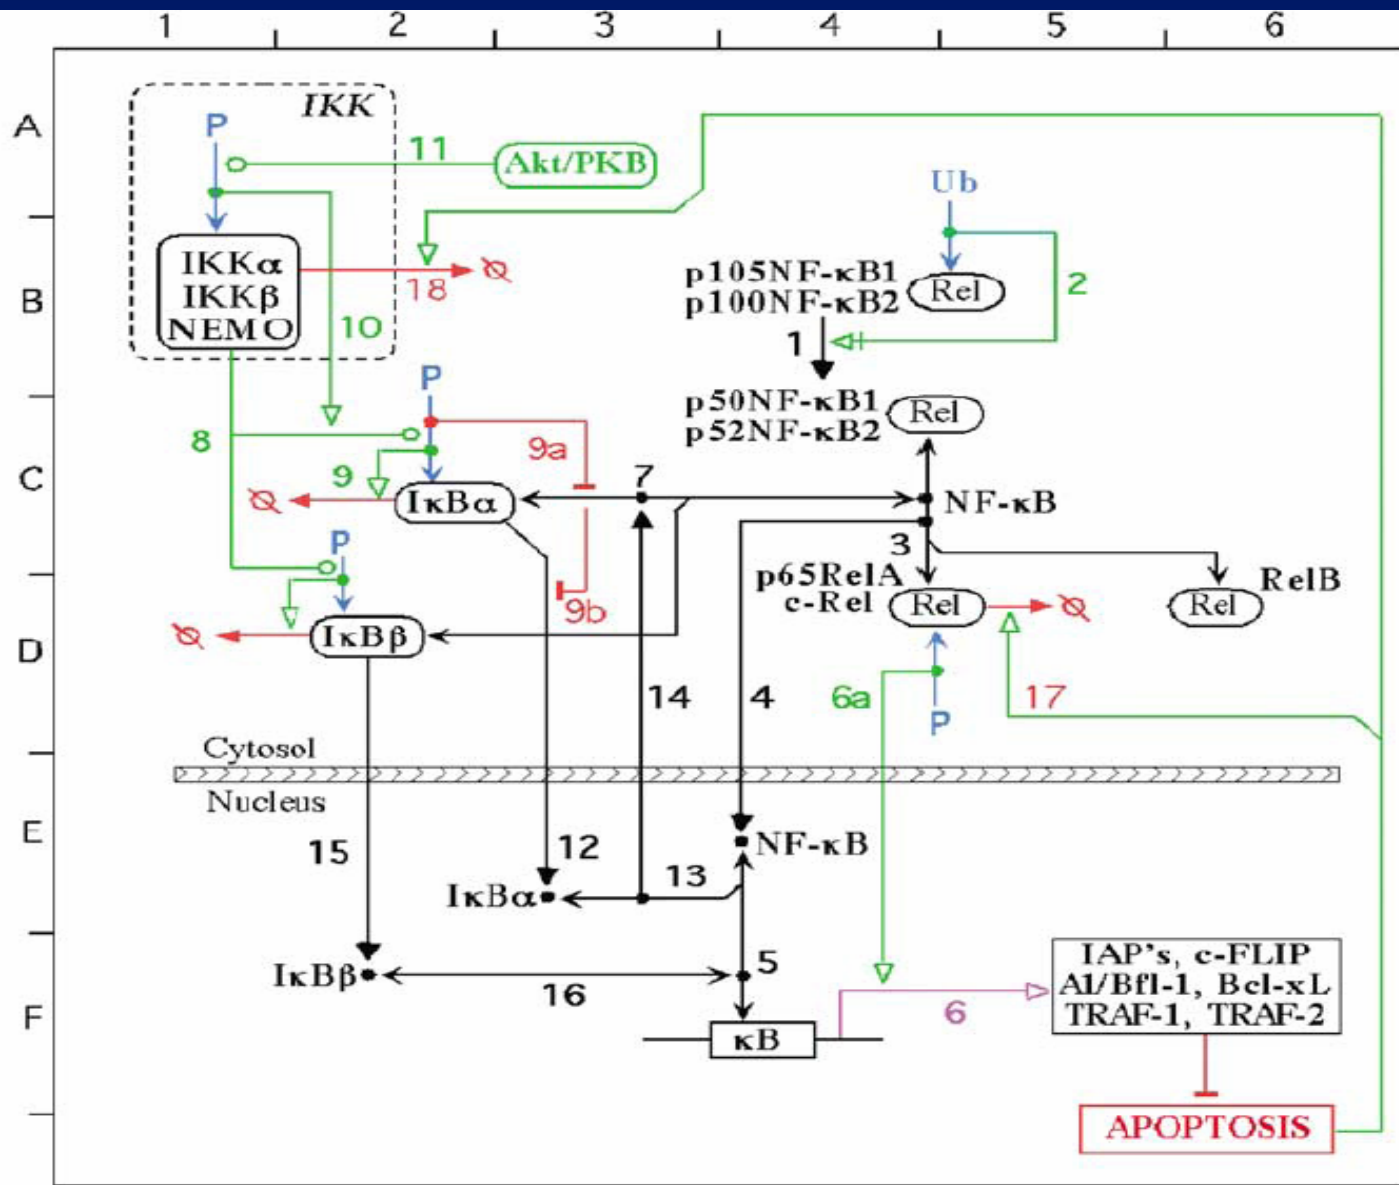 1 2 3 4 5 6
A
B
C
D
E
F
IKK
P
11
Akt/PKB
IKKα
IKKβ
NEMO
18
10
Ub
p105NF-κB1
p100NF-κB2
Rel
2
1
p50NF-κB1
p52NF-κB2
Rel
P
8
9
9a
7
IκBα
NF-κB
3
P
9b
p65RelA
c-Rel
Rel
Rel
RelB
IκBβ
14
4
6a
P
17
Cytosol
Nucleus
15
12
13
NF-κB
IκBα
IκBβ
16
5
κB
6
IAP's, c-FLIP
A1/Bfl-1, Bcl-xL
TRAF-1, TRAF-2
APOPTOSIS